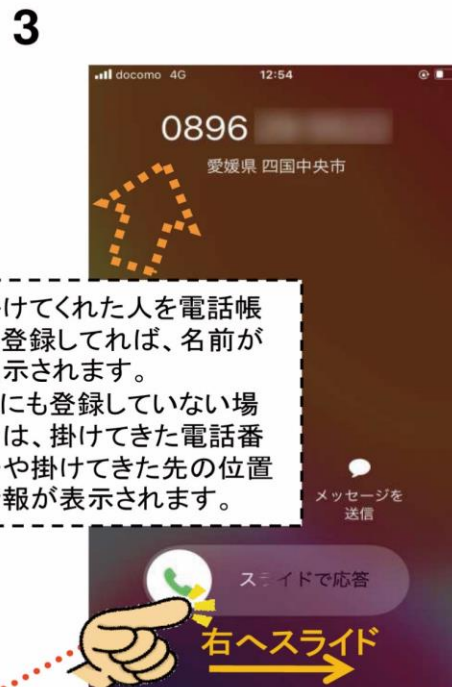 3
docomo 4G 12:54
0896
愛媛県 四国中央市
けてくれた人を電話帳
登録してれば、名前が
示されます。
にも登録していない場
は、掛けてきた電話番
や掛けてきた先の位置
報が表示されます。
メッセージを
送信
スライドで応答
右へスライド